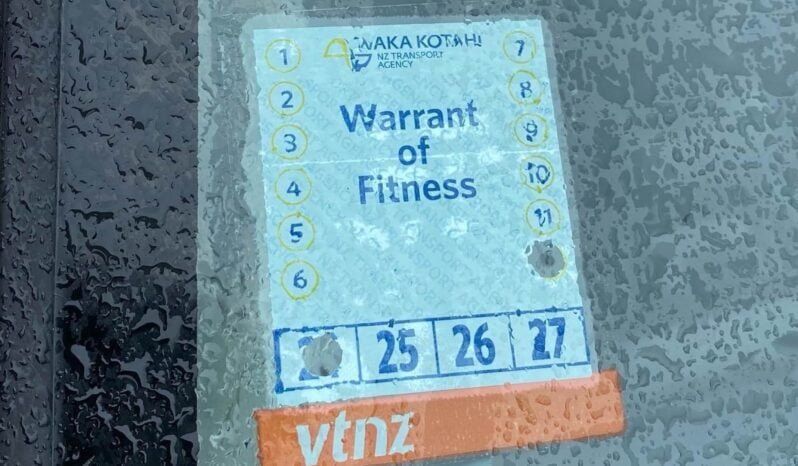 WAKA KOTAHI
NZ TRANSPORT
AGENCY
Warrant
of
Fitness
1
2
3
4
5
6
7
8
9
10
11
25 26 27
vtnz